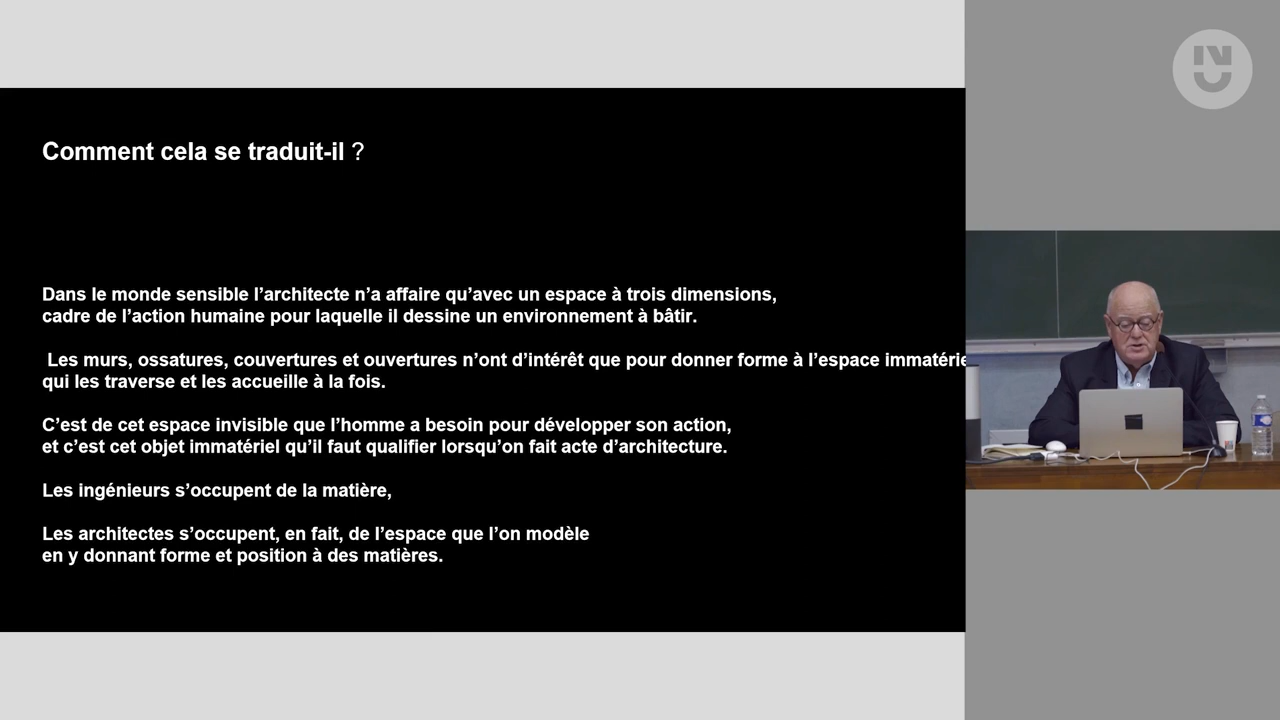 Comment cela se traduit-il ?
Dans le monde sensible l’architecte n’a affaire qu’avec un espace à trois dimensions,
cadre de l’action humaine pour laquelle il dessine un environnement à bâtir.
Les murs, ossatures, couvertures et ouvertures n’ont d’intérêt que pour donner forme à l’espace immatérie
qui les traverse et les accueille à la fois.
C’est de cet espace invisible que l’homme a besoin pour développer son action,
et c’est cet objet immatériel qu’il faut qualifier lorsqu’on fait acte d’architecture.
Les ingénieurs s’occupent de la matière,
Les architectes s’occupent, en fait, de l’espace que l’on modèle
en y donnant forme et position à des matières.